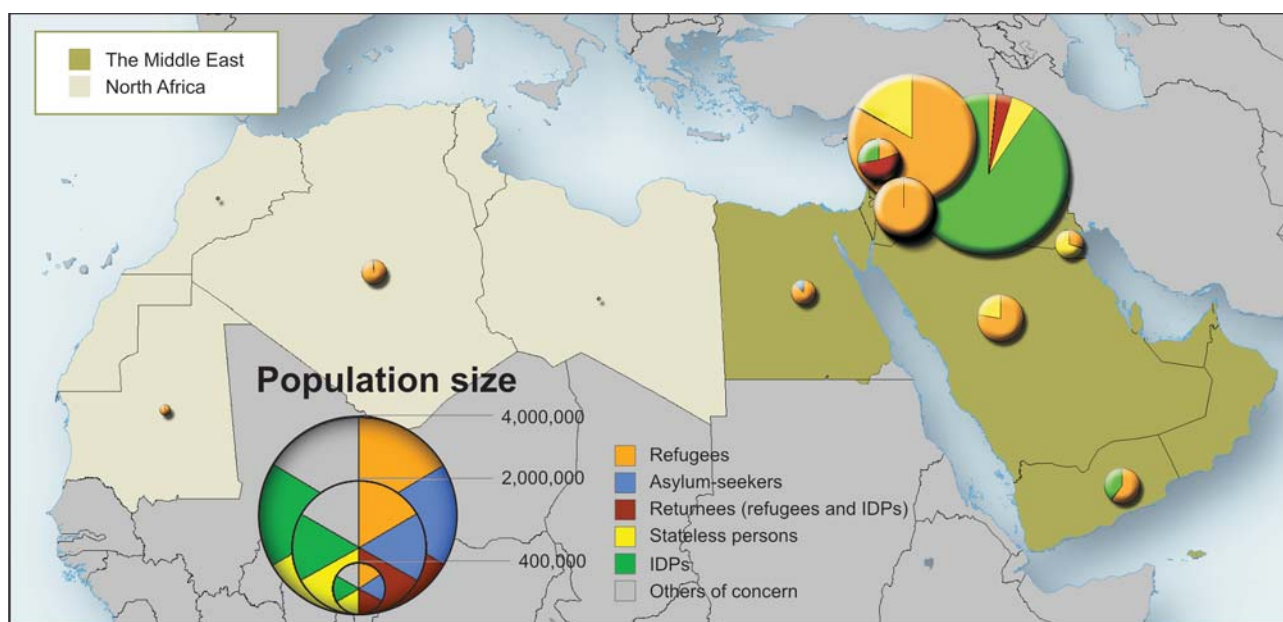 The Middle East
North Africa
Population size
4,000,000
2,000,000
400,000
Refugees
Asylum-seekers
Returnees (refugees and IDPs)
Stateless persons
IDPs
Others of concern